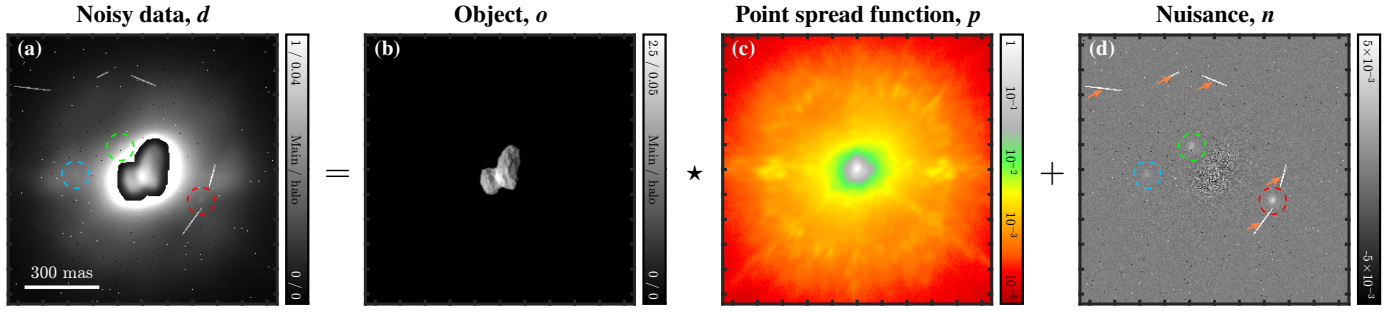 Noisy data, d
Object, o
Point spread function, p
Nuisance, n
(a)
300 mas
1 / 0.04
Main / halo
0 / 0
=
(b)
2.5 / 0.05
Main / halo
0 / 0
★
(c)
1
10⁻¹
10⁻²
10⁻³
10⁻⁴
+
(d)
5×10⁻³
-5×10⁻³